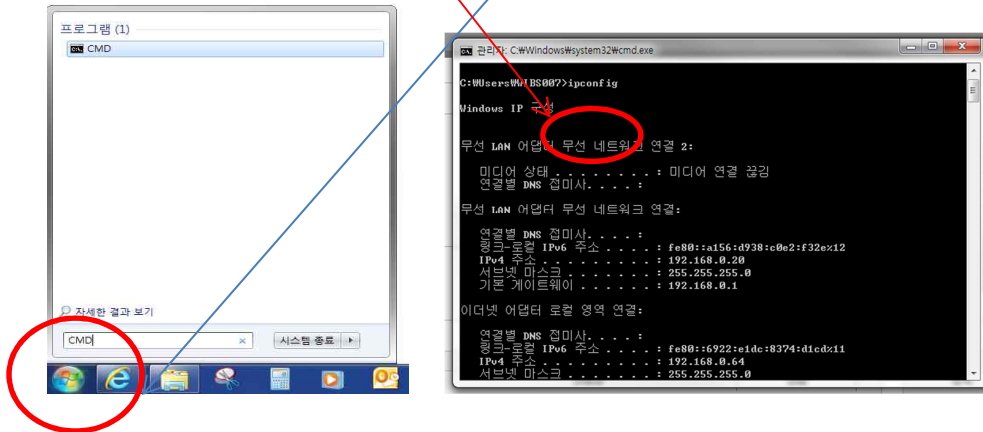 프로그램 (1)
CMD
자세한 결과 보기
CMD
시스템 종료
관리자: C:₩Windows₩system32₩cmd.exe
C:₩Users₩WIBS007>ipconfig
Windows IP 구성
무선 LAN 어댑터 무선 네트워크 연결 2:
미디어 상태 . . . . . . . . : 미디어 연결 끊김
연결별 DNS 접미사. . . . :
무선 LAN 어댑터 무선 네트워크 연결:
연결별 DNS 접미사. . . . :
링크-로컬 IPv6 주소 . . . . : fe80::a156:d938:c0e2:f32e%12
IPv4 주소 . . . . . . . . . : 192.168.0.20
서브넷 마스크 . . . . . . . : 255.255.255.0
기본 게이트웨이 . . . . . . : 192.168.0.1
이더넷 어댑터 로컬 영역 연결:
연결별 DNS 접미사. . . . :
링크-로컬 IPv6 주소 . . . . : fe80::6922:e1dc:8374:d1cd%11
IPv4 주소 . . . . . . . . . : 192.168.0.64
서브넷 마스크 . . . . . . . : 255.255.255.0